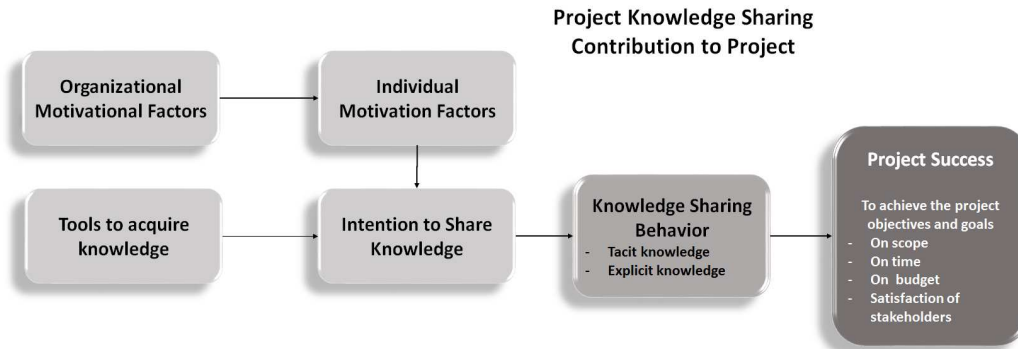 Project Knowledge Sharing
Contribution to Project
Organizational
Motivational Factors
Individual
Motivation Factors
Tools to acquire
knowledge
Intention to Share
Knowledge
Knowledge Sharing
Behavior
- Tacit knowledge
- Explicit knowledge
Project Success
To achieve the project
objectives and goals
- On scope
- On time
- On budget
- Satisfaction of
stakeholders